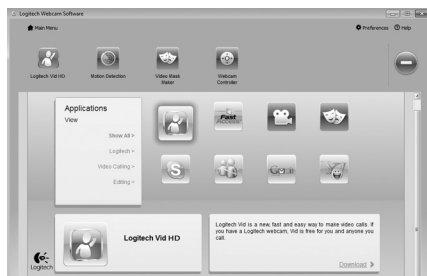 Logitech Webcam Software
Main Menu
Preferences
Help
Logitech Vid HD
Motion Detection
Video Mask
Maker
Webcam
Controller
Applications
View
Show All
Logitech
Video Calling
Editing
Fast
Logitech Vid HD
Logitech Vid is a new, fast and easy way to make video calls. If
you have a Logitech webcam, Vid is free for you and anyone you
call.
Download
Logitech